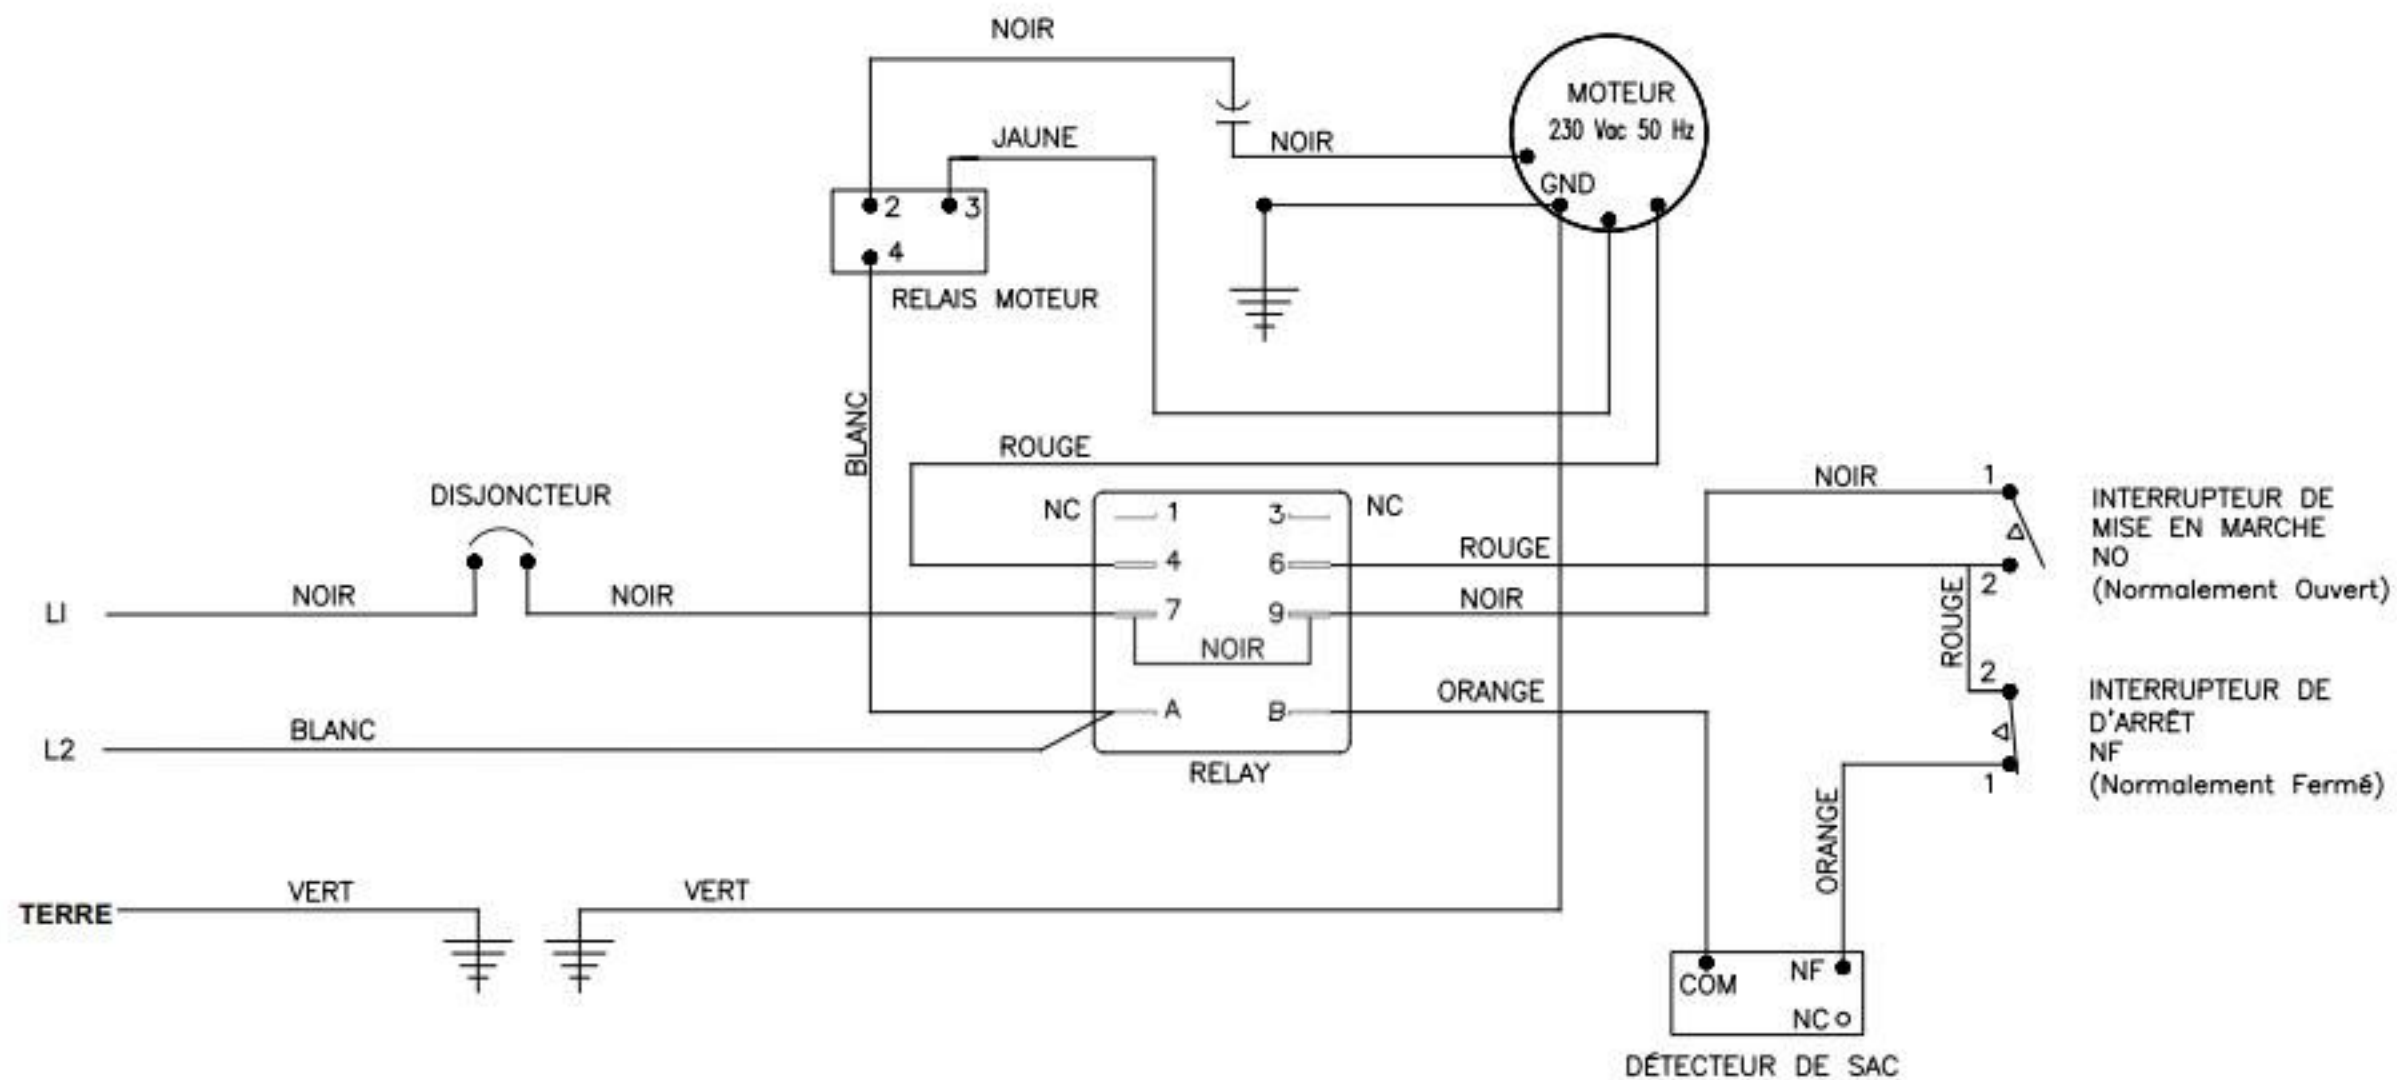 NOIR
MOTEUR
230 Vac 50 Hz
JAUNE
NOIR
GND
2
3
4
RELAIS MOTEUR
BLANC
ROUGE
DISJONCTEUR
NC
1
3
NC
4
6
7
9
NOIR
A
B
RELAY
ROUGE
NOIR
ORANGE
NOIR
1
2
INTERRUPTEUR DE
MISE EN MARCHE
NO
(Normalement Ouvert)
ROUGE
2
1
INTERRUPTEUR DE
D'ARRÊT
NF
(Normalement Fermé)
L1
NOIR
NOIR
L2
BLANC
TERRE
VERT
VERT
ORANGE
COM
NF
NC
DÉTECTEUR DE SAC